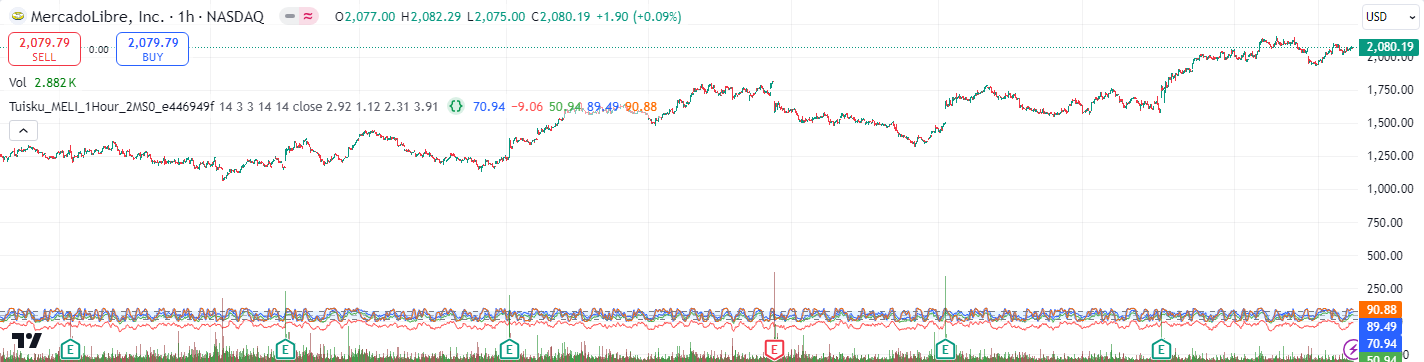 MercadoLibre, Inc. · 1h · NASDAQ O2,077.00 H2,082.29 L2,075.00 C2,080.19 +1.90 (+0.09%) USD
2,079.79 SELL 0.00 2,079.79 BUY
2,080.19
2,000.00
Vol 2.882 K
1,750.00
Tuisku_MELI_1Hour_2MS0_e446949f 14 3 3 14 14 close 2.92 1.12 2.31 3.91 {} 70.94 −9.06 50.94 89.49 90.88
1,500.00
1,250.00
1,000.00
750.00
500.00
250.00
90.88
89.49
70.94
E E E E E E
50.94